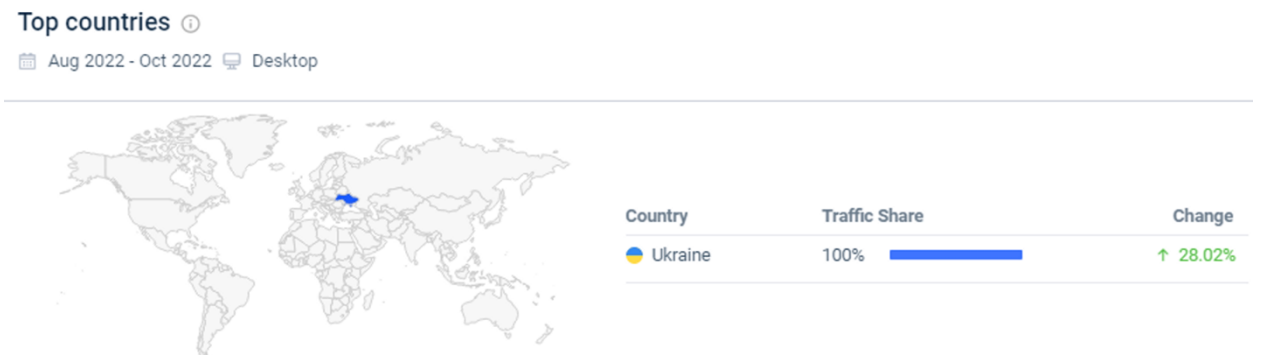 Top countries
Aug 2022 - Oct 2022 Desktop
Country Traffic Share Change
Ukraine 100% ↑ 28.02%